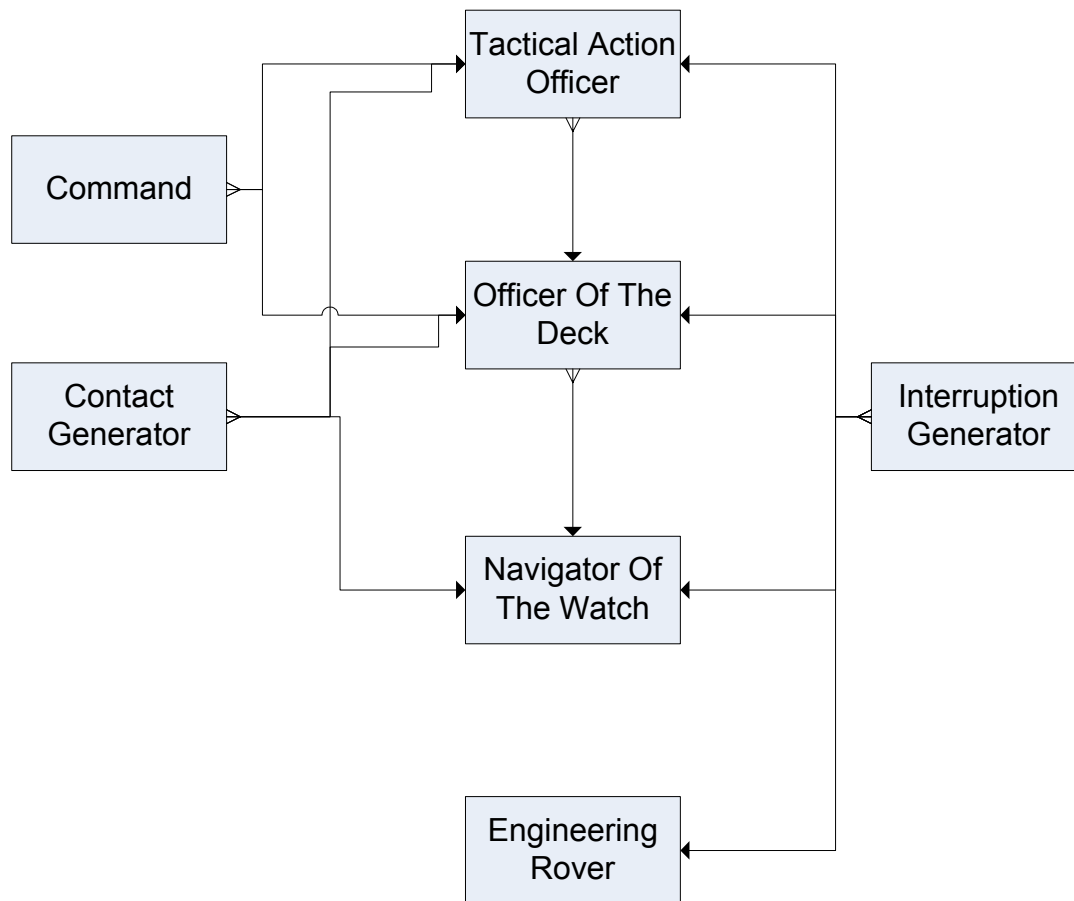 Tactical Action
Officer
Command
Officer Of The
Deck
Contact
Generator
Interruption
Generator
Navigator Of
The Watch
Engineering
Rover